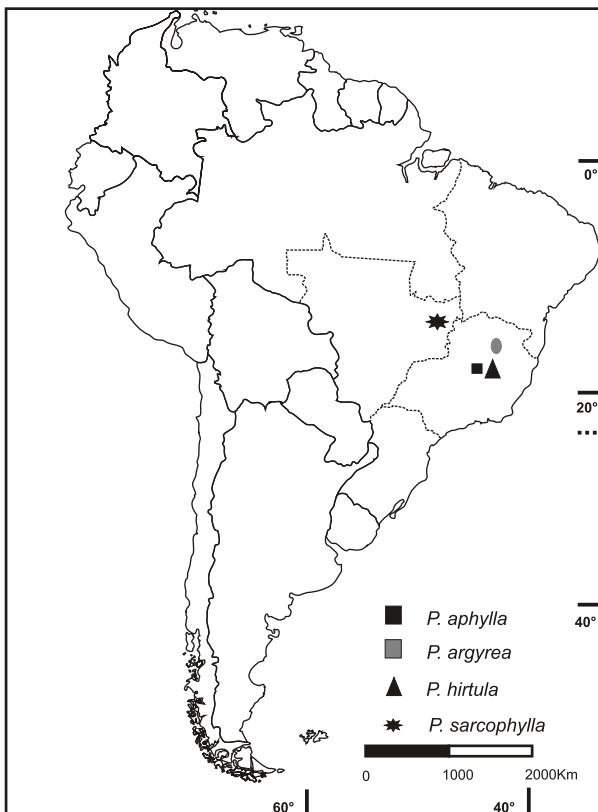 0°
20°
40°
P. aphylla
P. argyrea
P. hirtula
P. sarcophylla
0 1000 2000Km
60° 40°